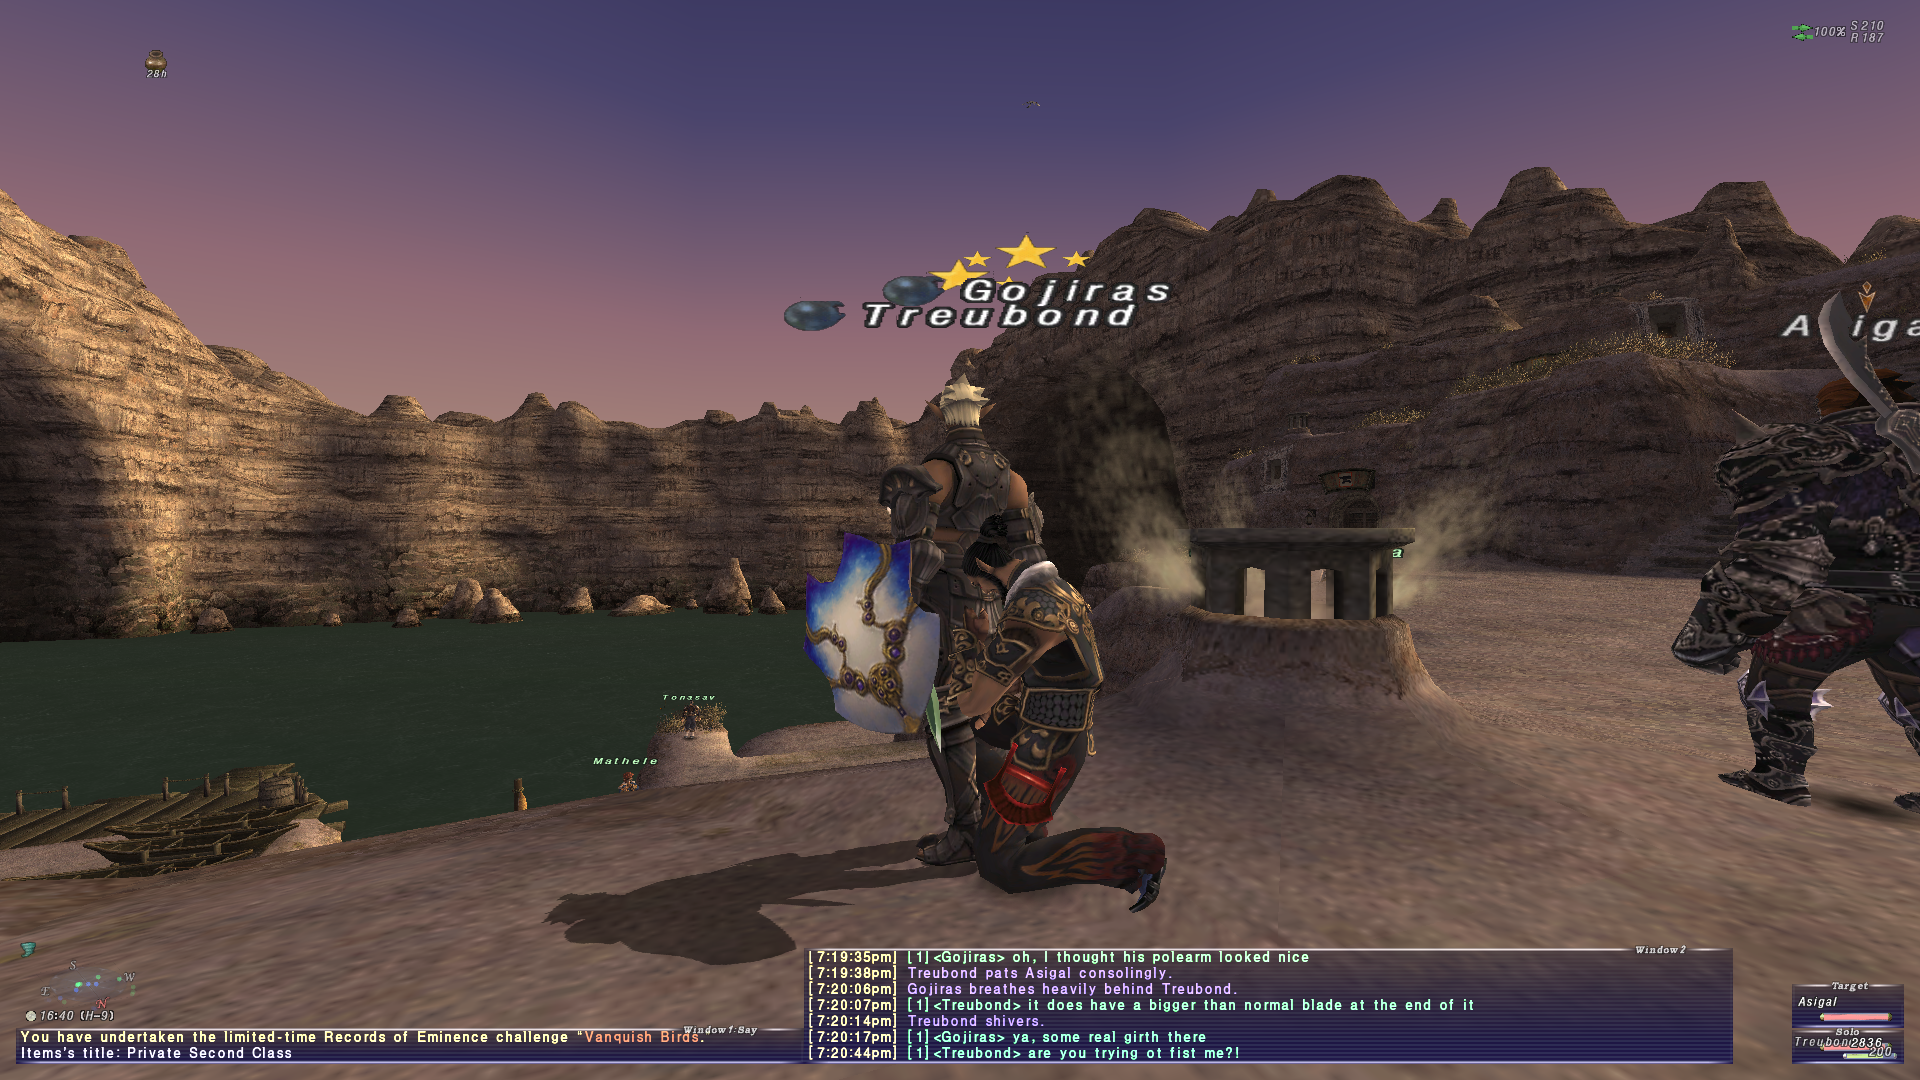 28h
100%
S 210
R 187
Gojiras
Treubond
Tonasav
Mathele
a
S
W
E
N
16:40 (H-9)
Window 1:Say
You have undertaken the limited-time Records of Eminence challenge “Vanquish Birds.
Items's title: Private Second Class
Window 2
[7:19:35pm] [1]<Gojiras> oh, I thought his polearm looked nice
[7:19:38pm] Treubond pats Asigal consolingly.
[7:20:06pm] Gojiras breathes heavily behind Treubond.
[7:20:07pm] [1]<Treubond> it does have a bigger than normal blade at the end of it
[7:20:14pm] Treubond shivers.
[7:20:17pm] [1]<Gojiras> ya, some real girth there
[7:20:44pm] [1]<Treubond> are you trying ot fist me?!
Target
Asigal
Solo
Treubon 2836
200